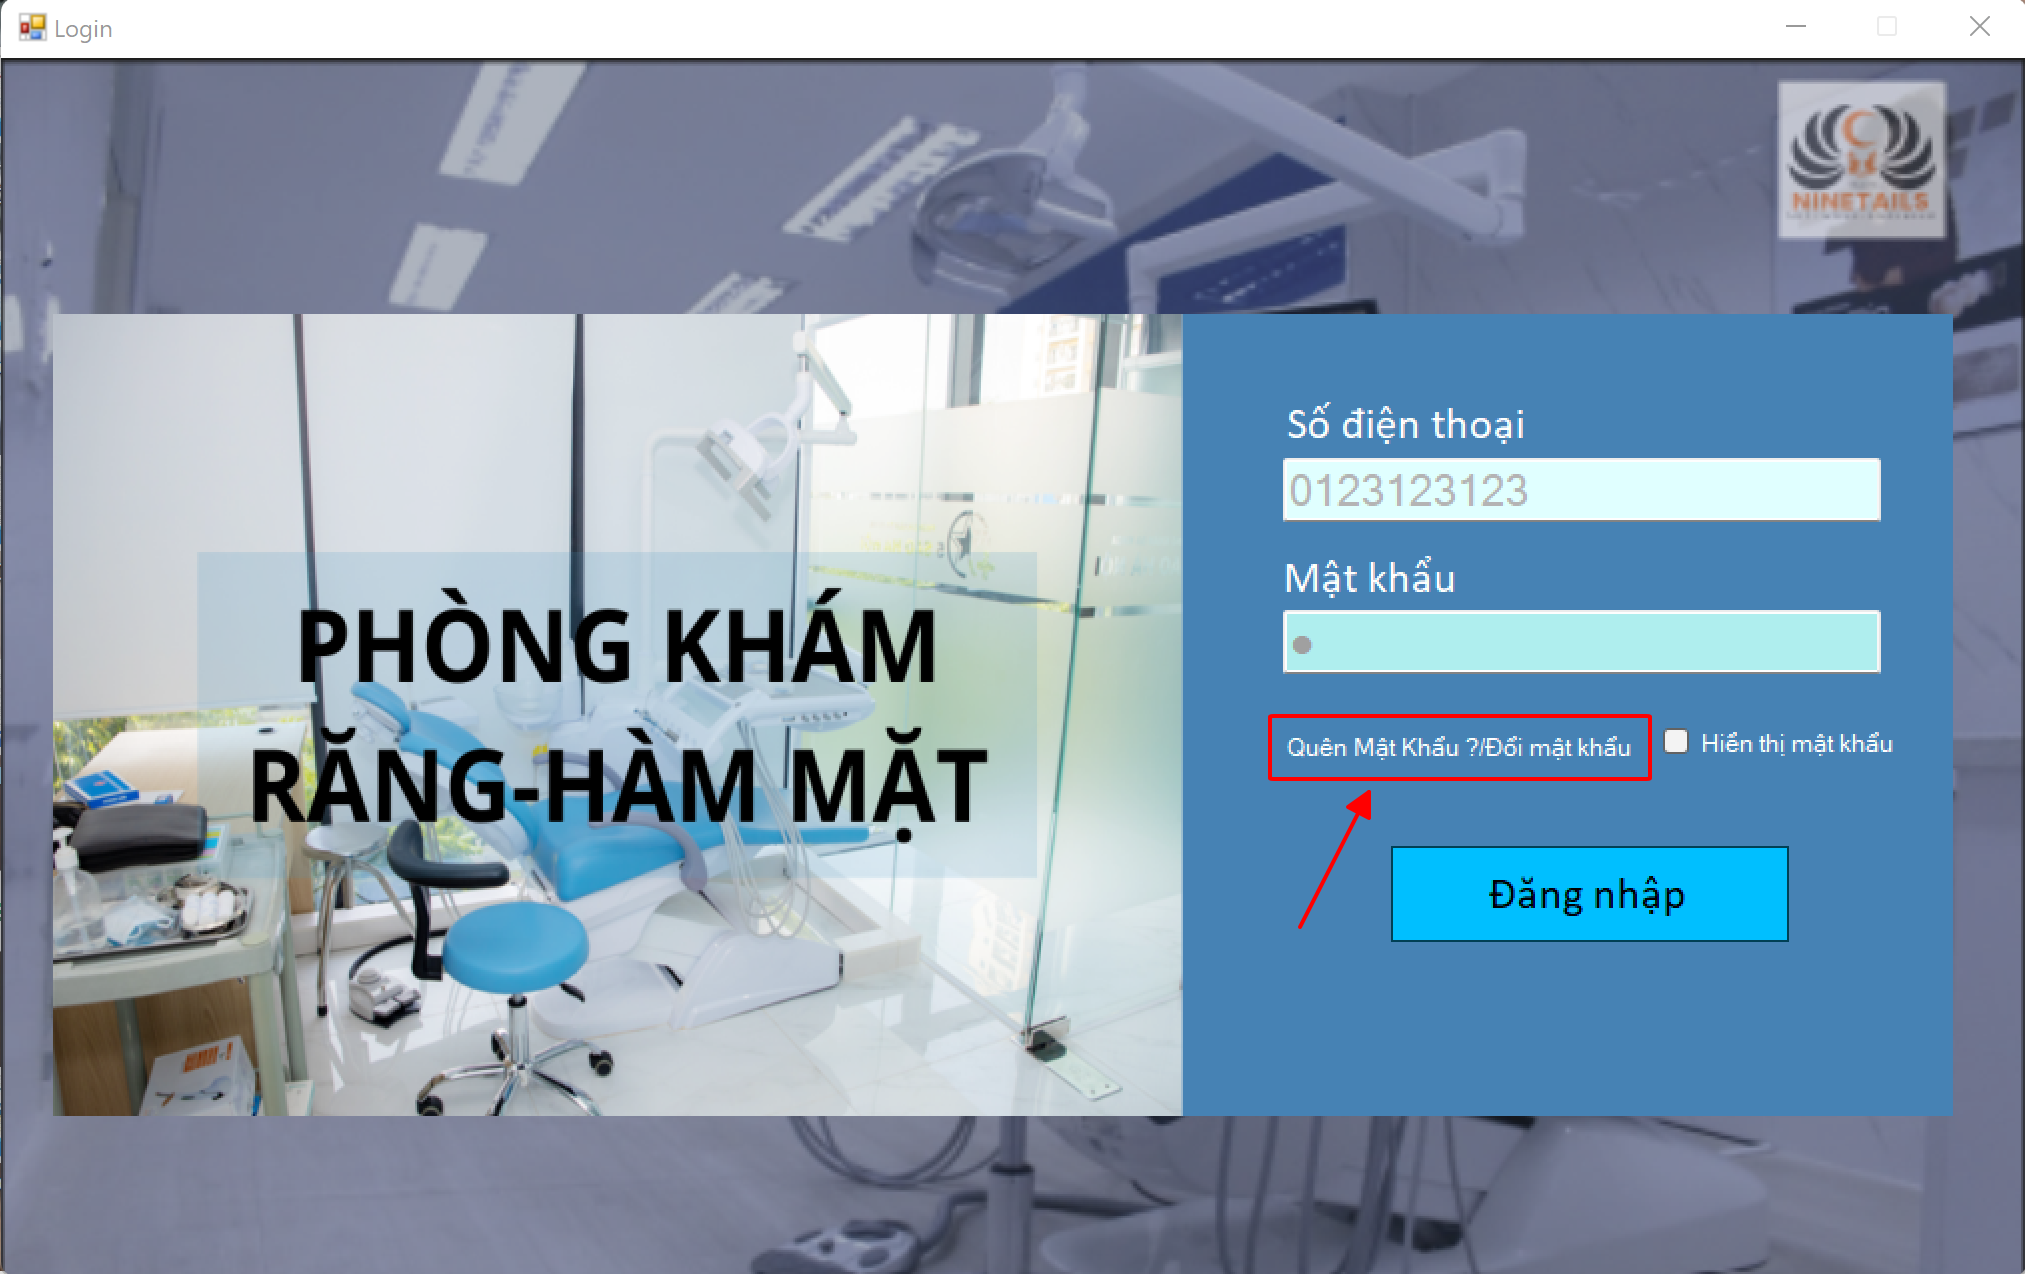 Login
NINETAILS
Số điện thoại
0123123123
Mật khẩu
PHÒNG KHÁM
RĂNG-HÀM MẶT
Quên Mật Khẩu ?/Đổi mật khẩu
Hiển thị mật khẩu
Đăng nhập